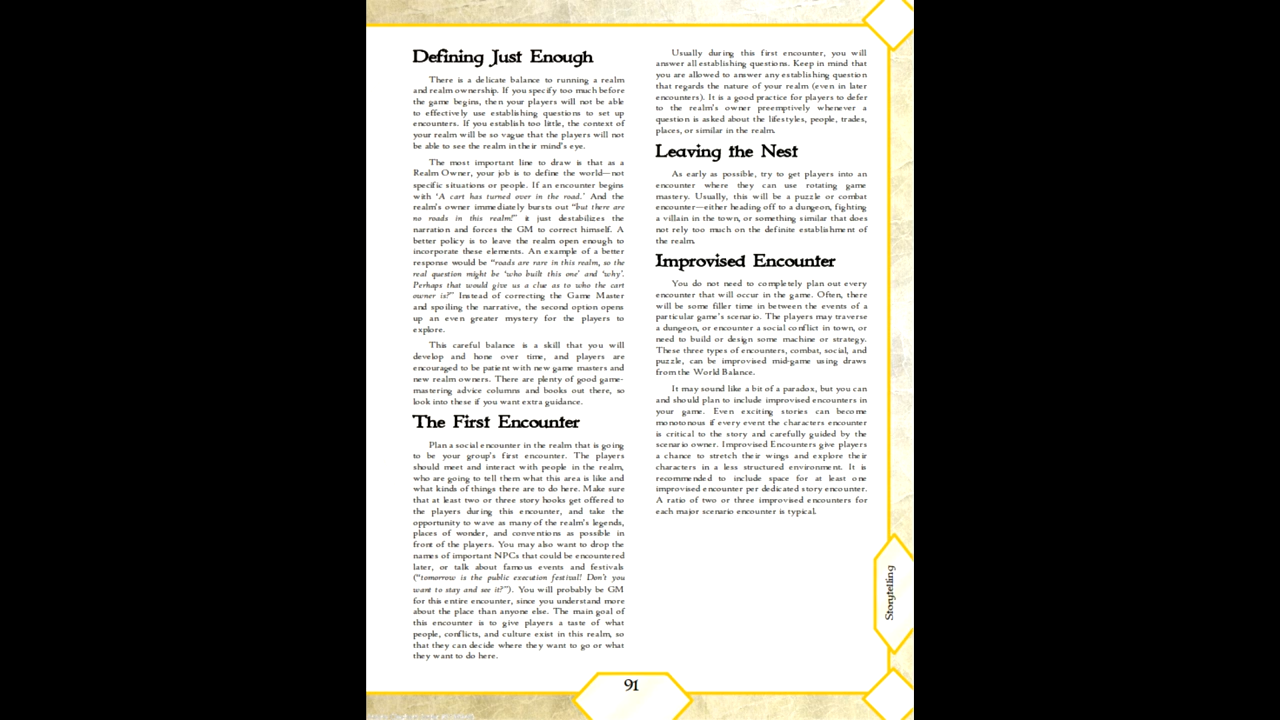 Defining Just Enough
There is a delicate balance to running a realm
and realm ownership. If you specify too much before
the game begins, then your players will not be able
to effectively use establishing questions to set up
encounters. If you establish too little, the context of
your realm will be so vague that the players will not
be able to see the realm in their mind's eye.
The most important line to draw is that as a
Realm Owner, your job is to define the world—not
specific situations or people. If an encounter begins
with 'A cart has turned over in the road.' And the
realm's owner immediately bursts out "but there are
no roads in this realm!" it just destabilizes the
narration and forces the GM to correct himself. A
better policy is to leave the realm open enough to
incorporate these elements. An example of a better
response would be "roads are rare in this realm, so the
real question might be 'who built this one' and 'why'.
Perhaps that would give us a clue as to who the cart
owner is?" Instead of correcting the Game Master
and spoiling the narrative, the second option opens
up an even greater mystery for the players to
explore.
This careful balance is a skill that you will
develop and hone over time, and players are
encouraged to be patient with new game masters and
new realm owners. There are plenty of good game-
mastering advice columns and books out there, so
look into these if you want extra guidance.
The First Encounter
Plan a social encounter in the realm that is going
to be your group's first encounter. The players
should meet and interact with people in the realm,
who are going to tell them what this area is like and
what kinds of things there are to do here. Make sure
that at least two or three story hooks get offered to
the players during this encounter, and take the
opportunity to wave as many of the realm's legends,
places of wonder, and conventions as possible in
front of the players. You may also want to drop the
names of important NPCs that could be encountered
later, or talk about famous events and festivals
("tomorrow is the public execution festival! Don't you
want to stay and see it?"). You will probably be GM
for this entire encounter, since you understand more
about the place than anyone else. The main goal of
this encounter is to give players a taste of what
people, conflicts, and culture exist in this realm, so
that they can decide where they want to go or what
they want to do here.
Usually during this first encounter, you will
answer all establishing questions. Keep in mind that
you are allowed to answer any establishing question
that regards the nature of your realm (even in later
encounters). It is a good practice for players to defer
to the realm's owner preemptively whenever a
question is asked about the lifestyles, people, trades,
places, or similar in the realm.
Leaving the Nest
As early as possible, try to get players into an
encounter where they can use rotating game
mastery. Usually, this will be a puzzle or combat
encounter—either heading off to a dungeon, fighting
a villain in the town, or something similar that does
not rely too much on the definite establishment of
the realm.
Improvised Encounter
You do not need to completely plan out every
encounter that will occur in the game. Often, there
will be some filler time in between the events of a
particular game's scenario. The players may traverse
a dungeon, or encounter a social conflict in town, or
need to build or design some machine or strategy.
These three types of encounters, combat, social, and
puzzle, can be improvised mid-game using draws
from the World Balance.
It may sound like a bit of a paradox, but you can
and should plan to include improvised encounters in
your game. Even exciting stories can become
monotonous if every event the characters encounter
is critical to the story and carefully guided by the
scenario owner. Improvised Encounters give players
a chance to stretch their wings and explore their
characters in a less structured environment. It is
recommended to include space for at least one
improvised encounter per dedicated story encounter.
A ratio of two or three improvised encounters for
each major scenario encounter is typical.
Storytelling
91